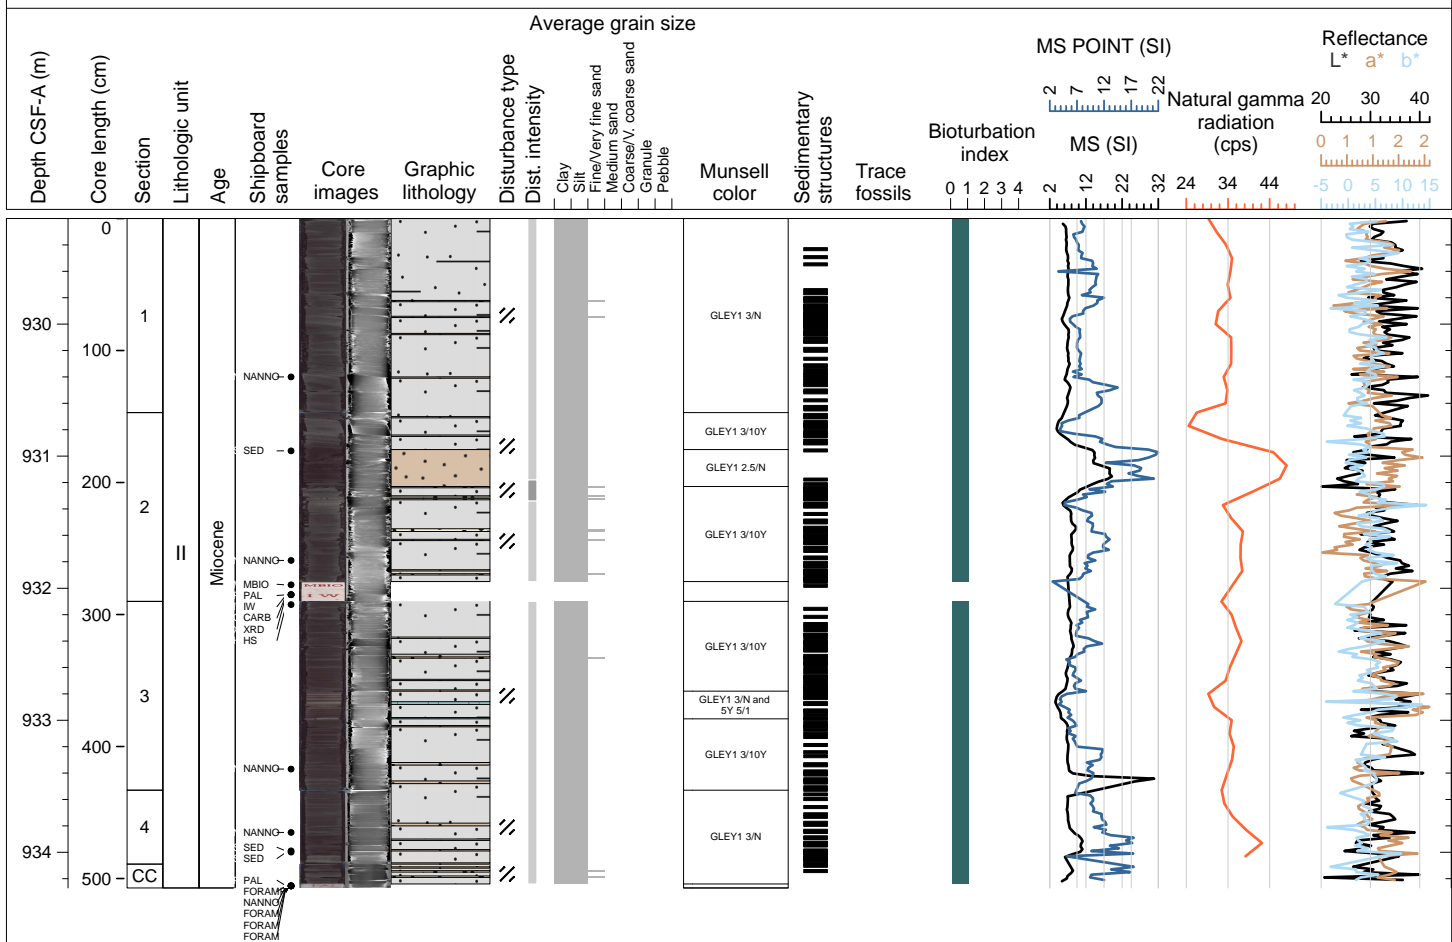 Average grain size
Depth CSF-A (m)
Core length (cm)
Section
Lithologic unit
Age
Shipboard samples
Core images
Graphic lithology
Disturbance type
Dist. intensity
Clay
Silt
Fine/Very fine sand
Medium sand
Coarse/V. coarse sand
Granule
Pebble
Munsell color
Sedimentary structures
Trace fossils
Bioturbation index
0 1 2 3 4
MS POINT (SI)
2 7 12 17 22
MS (SI)
2 12 22 32
Natural gamma radiation (cps)
24 34 44
Reflectance
L* a* b*
20 30 40
0 1 1 2 2
-5 0 5 10 15
930
931
932
933
934
0
100
200
300
400
500
1
2
3
4
CC
II
Miocene
NANNO
SED
NANNO
MBIO
PAL
IW
CARB
XRD
HS
NANNO
NANNO
SED
SED
PAL
FORAM
NANNO
FORAM
FORAM
FORAM
MBIO
I W
GLEY1 3/N
GLEY1 3/10Y
GLEY1 2.5/N
GLEY1 3/10Y
GLEY1 3/10Y
GLEY1 3/N and
5Y 5/1
GLEY1 3/10Y
GLEY1 3/N